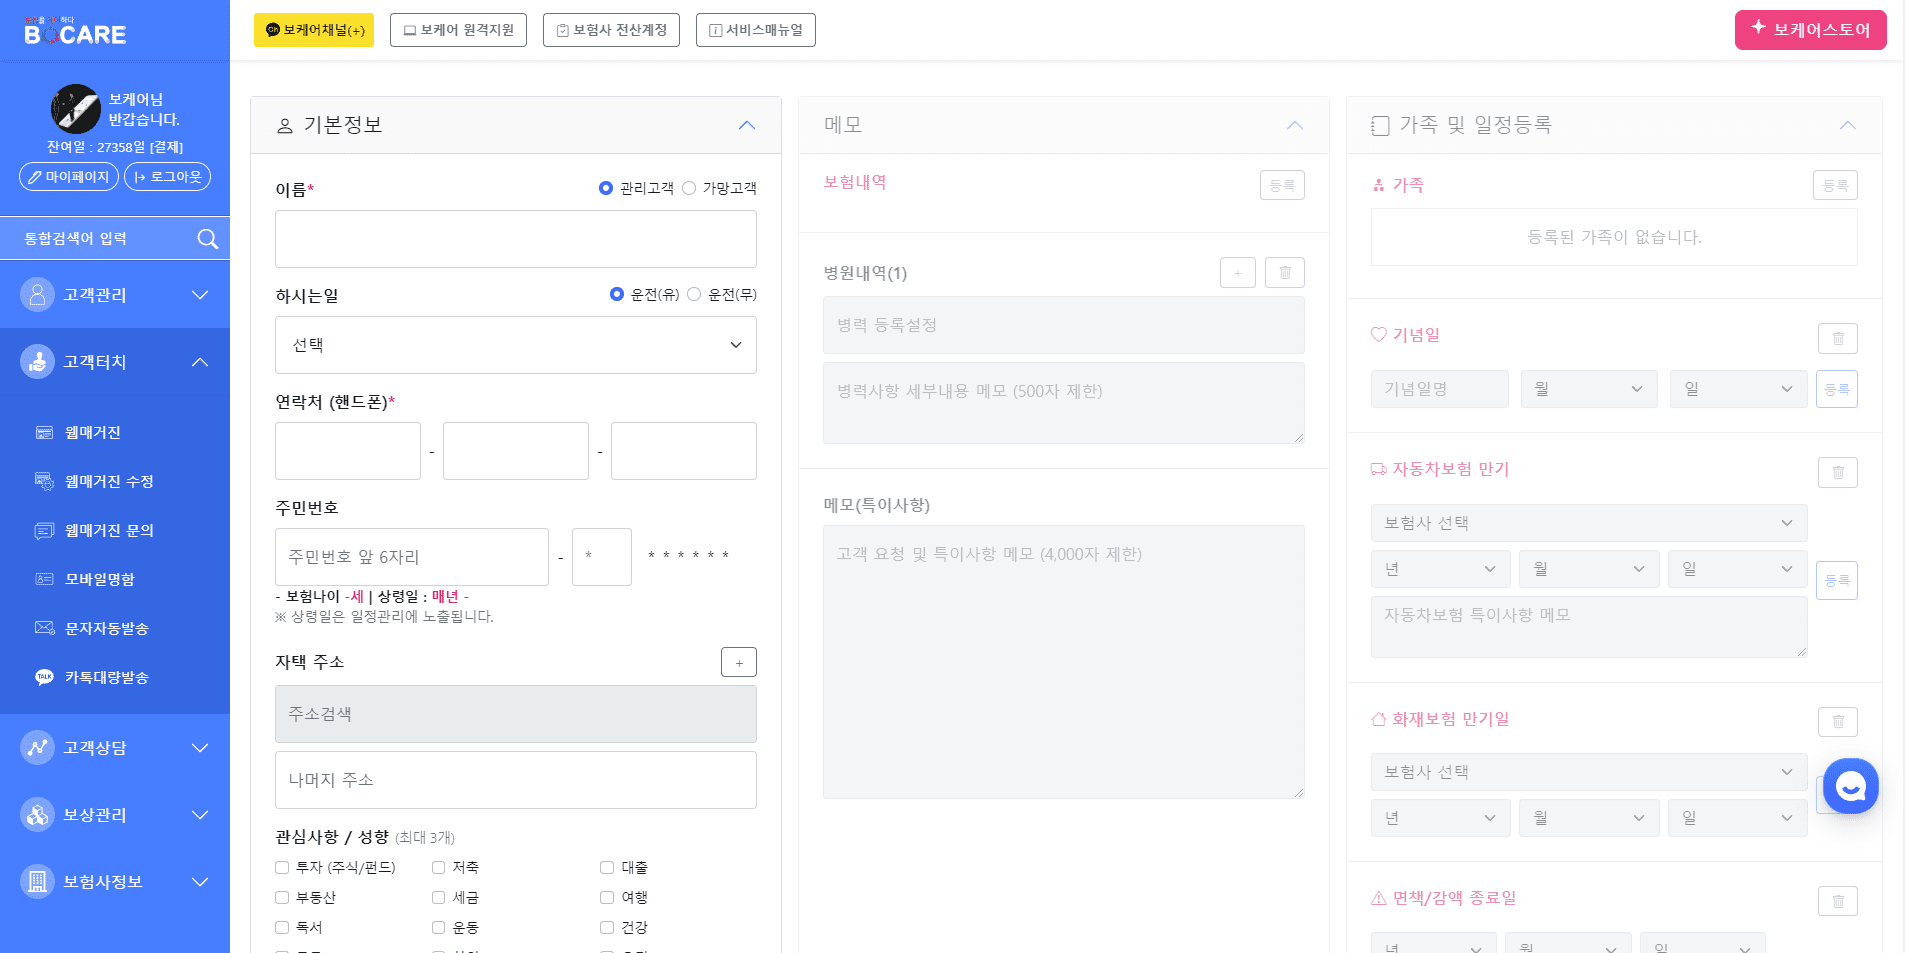 BOCARE
보케어님
반갑습니다.
잔여일 : 27358일 [결제]
마이페이지
로그아웃
통합검색어 입력
고객관리
고객터치
웹매거진
웹매거진 수정
웹매거진 문의
모바일명함
문자자동발송
카톡대량발송
고객상담
보상관리
보험사정보
보케어채널(+)
보케어 원격지원
보험사 전산계정
서비스매뉴얼
보케어스토어
기본정보
이름*
관리고객 가망고객
하시는일
운전(유) 운전(무)
선택
연락처 (핸드폰)*
- -
주민번호
주민번호 앞 6자리 - * * * * * * *
- 보험나이 -세 | 상령일 : 매년 -
※ 상령일은 일정관리에 노출됩니다.
자택 주소 +
주소검색
나머지 주소
관심사항 / 성향 (최대 3개)
투자 (주식/펀드) 저축 대출
부동산 세금 여행
독서 운동 건강
메모
보험내역 등록
병원내역(1) +
병력 등록설정
병력사항 세부내용 메모 (500자 제한)
메모(특이사항)
고객 요청 및 특이사항 메모 (4,000자 제한)
가족 및 일정등록
가족 등록
등록된 가족이 없습니다.
기념일
기념일명 월 일 등록
자동차보험 만기
보험사 선택
년 월 일
등록
자동차보험 특이사항 메모
화재보험 만기일
보험사 선택
년 월 일
면책/감액 종료일
년 월 일